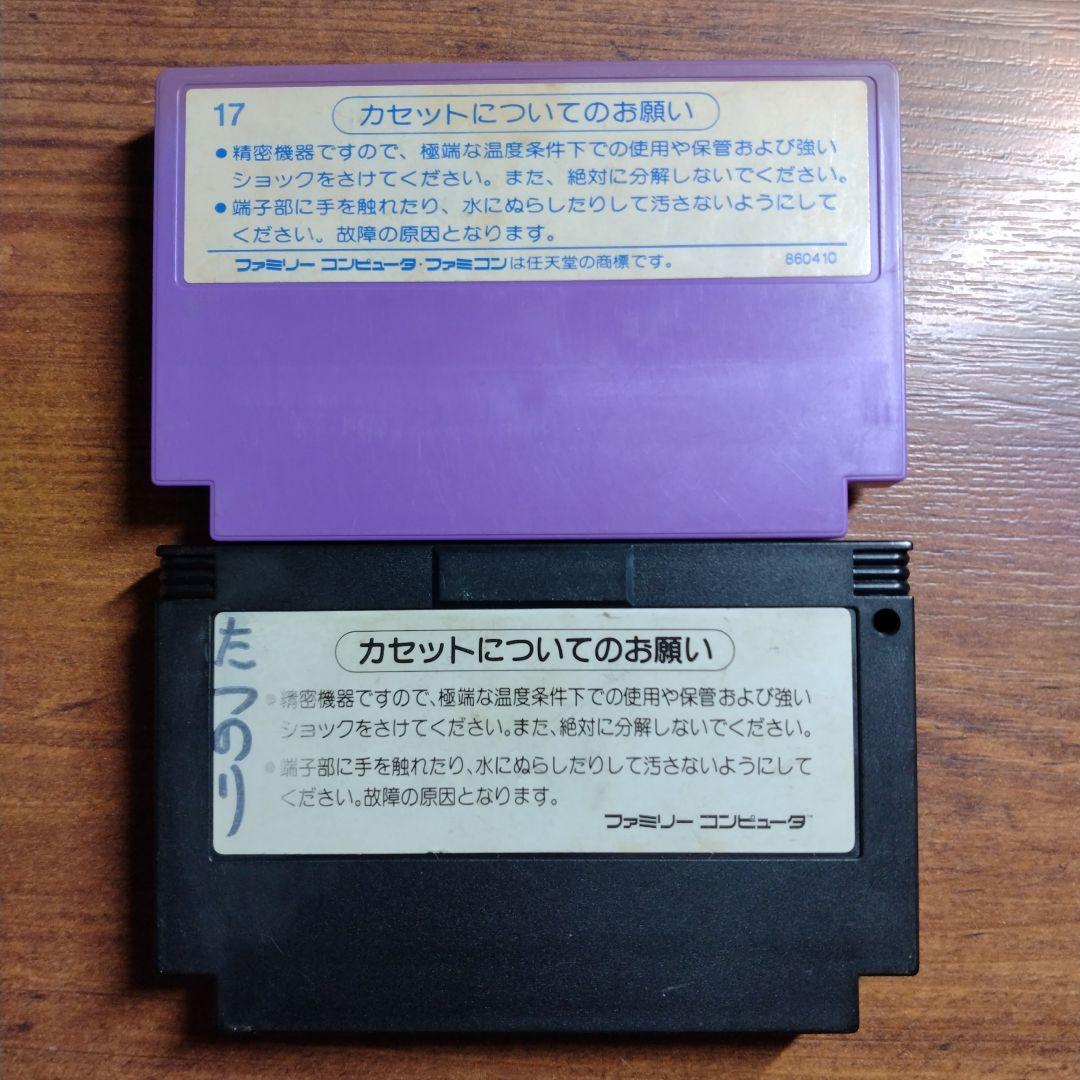 17
カセットについてのお願い
●精密機器ですので、極端な温度条件下での使用や保管および強い
ショックをさけてください。また、絶対に分解しないでください。
●端子部に手を触れたり、水にぬらしたりして汚さないようにして
ください。故障の原因となります。
ファミリー コンピュータ・ファミコンは任天堂の商標です。
860410
たつのり
カセットについてのお願い
●精密機器ですので、極端な温度条件下での使用や保管および強い
ショックをさけてください。また、絶対に分解しないでください。
●端子部に手を触れたり、水にぬらしたりして汚さないようにして
ください。故障の原因となります。
ファミリー コンピュータ™